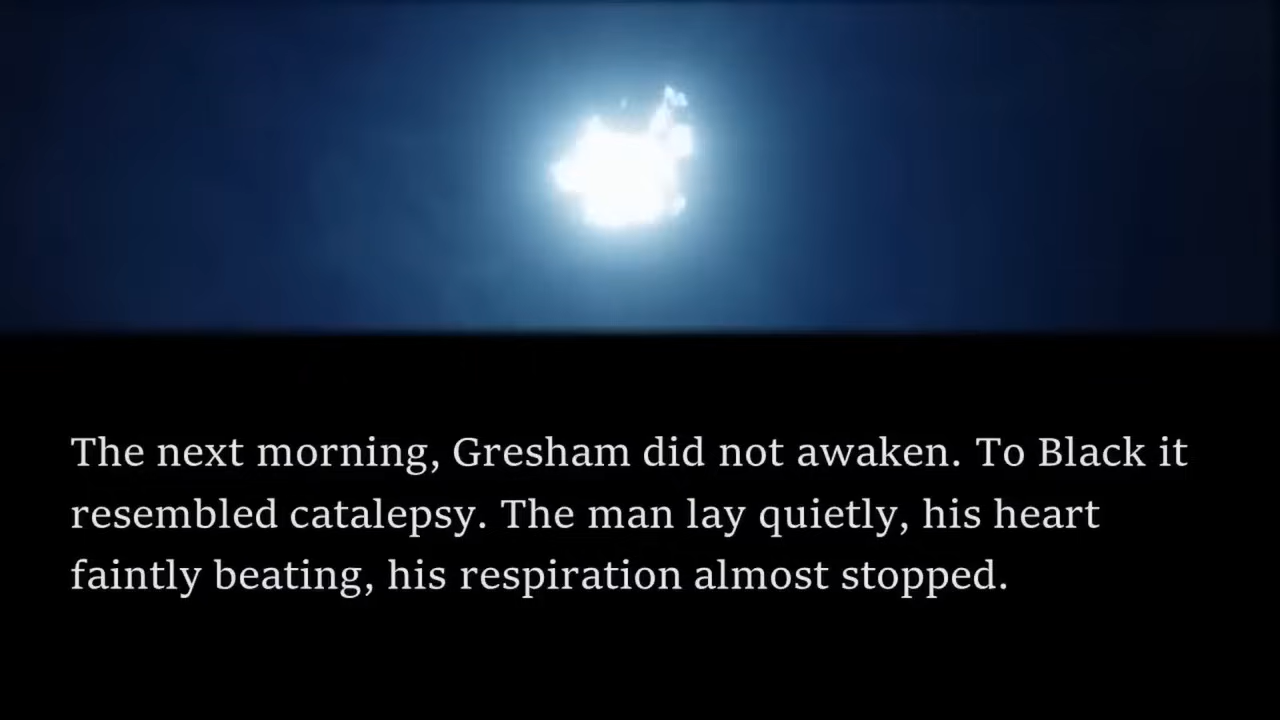 The next morning, Gresham did not awaken. To Black it
resembled catalepsy. The man lay quietly, his heart
faintly beating, his respiration almost stopped.